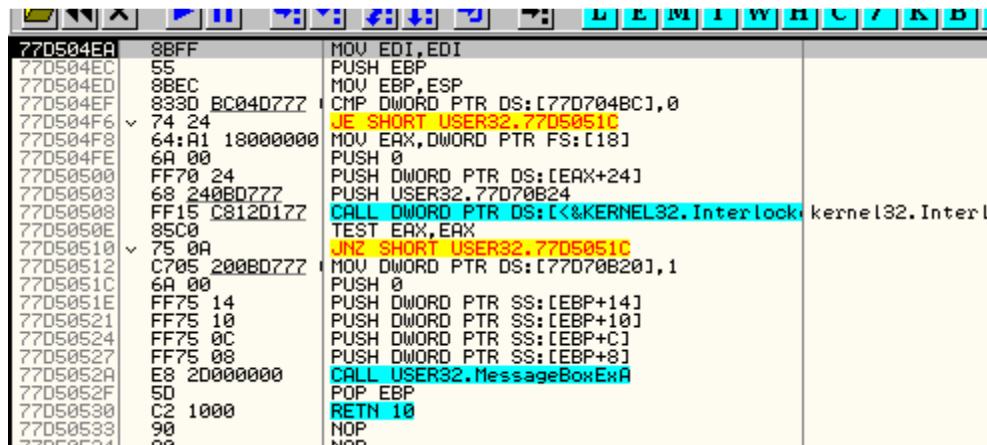 L E M T W H C / K B
77D504EA 8BFF MOV EDI,EDI
77D504EC 55 PUSH EBP
77D504ED 8BEC MOV EBP,ESP
77D504EF 833D BC04D777 CMP DWORD PTR DS:[77D704BC],0
77D504F6 74 24 JE SHORT USER32.77D5051C
77D504F8 64:A1 18000000 MOV EAX,DWORD PTR FS:[18]
77D504FE 6A 00 PUSH 0
77D50500 FF70 24 PUSH DWORD PTR DS:[EAX+24]
77D50503 68 240BD777 PUSH USER32.77D70B24
77D50508 FF15 C812D177 CALL DWORD PTR DS:[<&KERNEL32.Interlock kernel32.Interl
77D5050E 85C0 TEST EAX,EAX
77D50510 75 0A JNZ SHORT USER32.77D5051C
77D50512 C705 200BD777 MOV DWORD PTR DS:[77D70B20],1
77D5051C 6A 00 PUSH 0
77D5051E FF75 14 PUSH DWORD PTR SS:[EBP+14]
77D50521 FF75 10 PUSH DWORD PTR SS:[EBP+10]
77D50524 FF75 0C PUSH DWORD PTR SS:[EBP+C]
77D50527 FF75 08 PUSH DWORD PTR SS:[EBP+8]
77D5052A E8 2D000000 CALL USER32.MessageBoxExA
77D5052F 5D POP EBP
77D50530 C2 1000 RETN 10
77D50533 90 NOP
77D50534 90 NOP